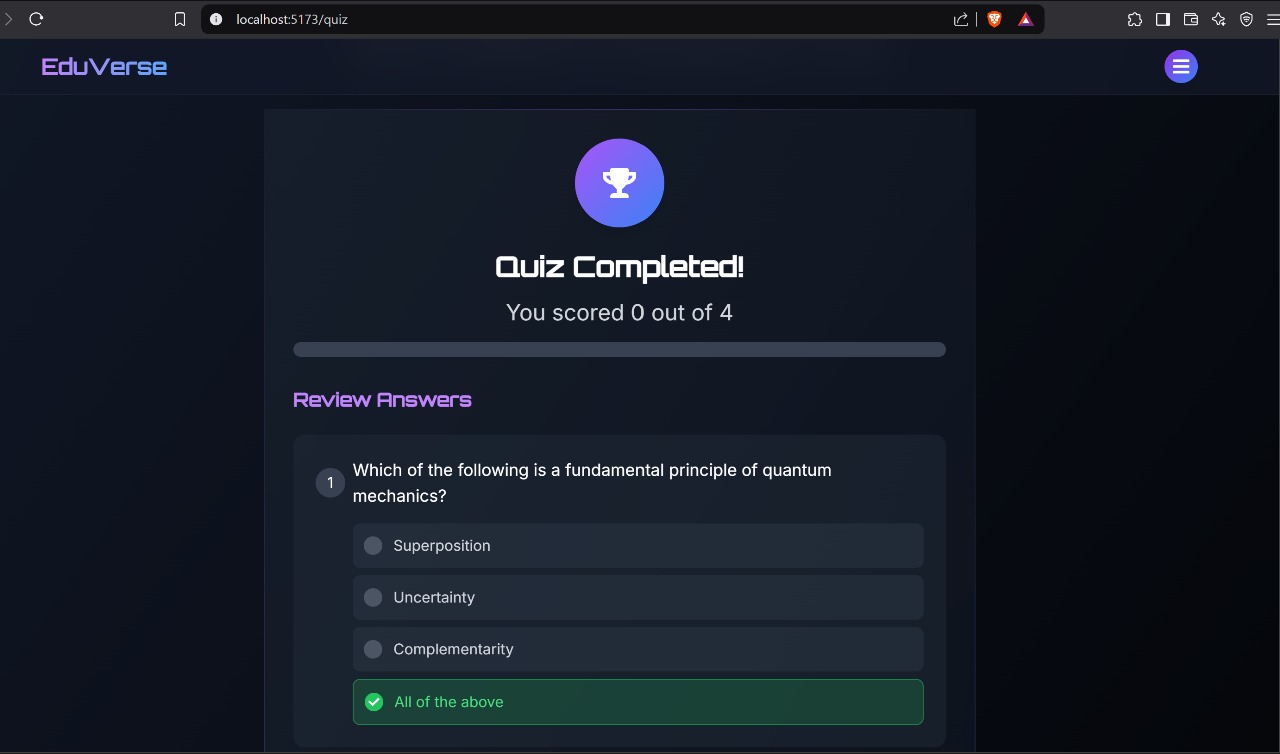 localhost:5173/quiz
EduVerse
Quiz Completed!
You scored 0 out of 4
Review Answers
1
Which of the following is a fundamental principle of quantum
mechanics?
Superposition
Uncertainty
Complementarity
All of the above